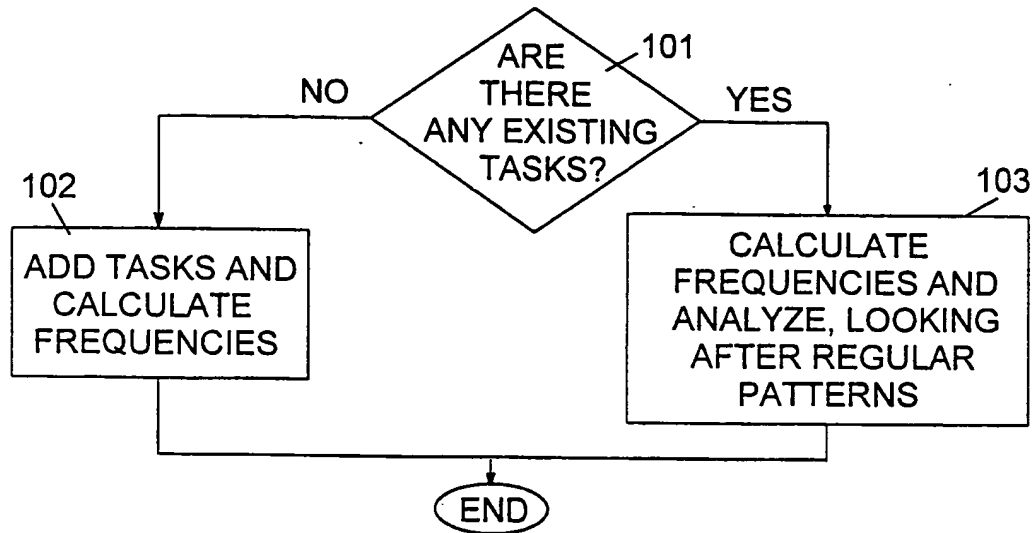 101
ARE
THERE
ANY EXISTING
TASKS?
NO
YES
102
ADD TASKS AND
CALCULATE
FREQUENCIES
103
CALCULATE
FREQUENCIES AND
ANALYZE, LOOKING
AFTER REGULAR
PATTERNS
END